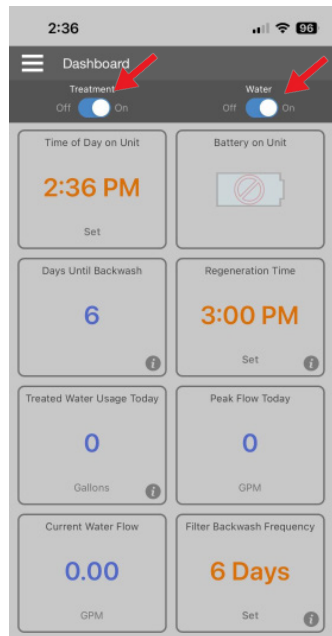 2:36 96
Dashboard
Treatment Water
Off On Off On
Time of Day on Unit Battery on Unit
2:36 PM
Set
Days Until Backwash Regeneration Time
6 3:00 PM
Set
Treated Water Usage Today Peak Flow Today
0 0
Gallons GPM
Current Water Flow Filter Backwash Frequency
0.00 6 Days
GPM Set